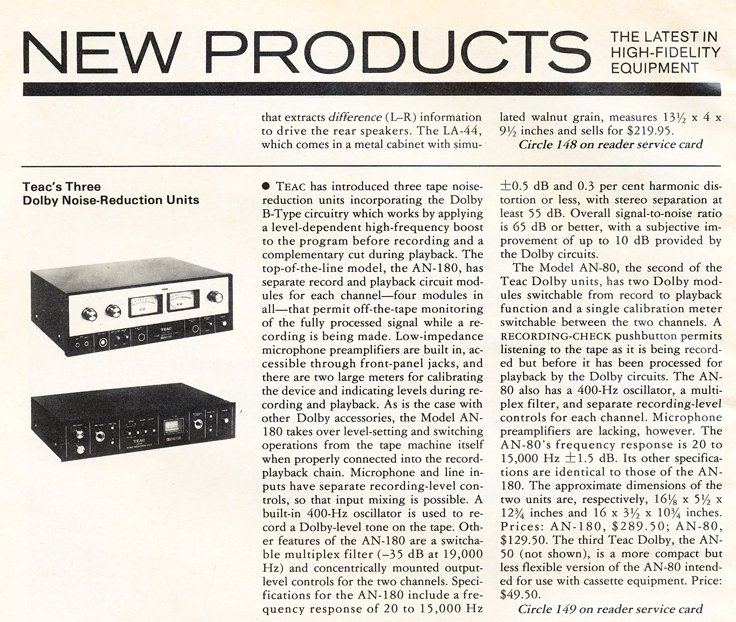 NEW PRODUCTS
THE LATEST IN
HIGH-FIDELITY
EQUIPMENT
that extracts difference (L–R) information
to drive the rear speakers. The LA-44,
which comes in a metal cabinet with simu-
lated walnut grain, measures 13½ x 4 x
9½ inches and sells for $219.95.
Circle 148 on reader service card
Teac's Three
Dolby Noise-Reduction Units
● TEAC has introduced three tape noise-
reduction units incorporating the Dolby
B-Type circuitry which works by applying
a level-dependent high-frequency boost
to the program before recording and a
complementary cut during playback. The
top-of-the-line model, the AN-180, has
separate record and playback circuit mod-
ules for each channel—four modules in
all—that permit off-the-tape monitoring
of the fully processed signal while a re-
cording is being made. Low-impedance
microphone preamplifiers are built in, ac-
cessible through front-panel jacks, and
there are two large meters for calibrating
the device and indicating levels during re-
cording and playback. As is the case with
other Dolby accessories, the Model AN-
180 takes over level-setting and switching
operations from the tape machine itself
when properly connected into the record-
playback chain. Microphone and line in-
puts have separate recording-level con-
trols, so that input mixing is possible. A
built-in 400-Hz oscillator is used to re-
cord a Dolby-level tone on the tape. Oth-
er features of the AN-180 are a switcha-
ble multiplex filter (–35 dB at 19,000
Hz) and concentrically mounted output-
level controls for the two channels. Speci-
fications for the AN-180 include a fre-
quency response of 20 to 15,000 Hz
±0.5 dB and 0.3 per cent harmonic dis-
tortion or less, with stereo separation at
least 55 dB. Overall signal-to-noise ratio
is 65 dB or better, with a subjective im-
provement of up to 10 dB provided by
the Dolby circuits.
The Model AN-80, the second of the
Teac Dolby units, has two Dolby mod-
ules switchable from record to playback
function and a single calibration meter
switchable between the two channels. A
RECORDING-CHECK pushbutton permits
listening to the tape as it is being record-
ed but before it has been processed for
playback by the Dolby circuits. The AN-
80 also has a 400-Hz oscillator, a multi-
plex filter, and separate recording-level
controls for each channel. Microphone
preamplifiers are lacking, however. The
AN-80's frequency response is 20 to
15,000 Hz ±1.5 dB. Its other specifica-
tions are identical to those of the AN-
180. The approximate dimensions of the
two units are, respectively, 16⅛ x 5½ x
12¾ inches and 16 x 3½ x 10¾ inches.
Prices: AN-180, $289.50; AN-80,
$129.50. The third Teac Dolby, the AN-
50 (not shown), is a more compact but
less flexible version of the AN-80 intend-
ed for use with cassette equipment. Price:
$49.50.
Circle 149 on reader service card
TEAC
TEAC